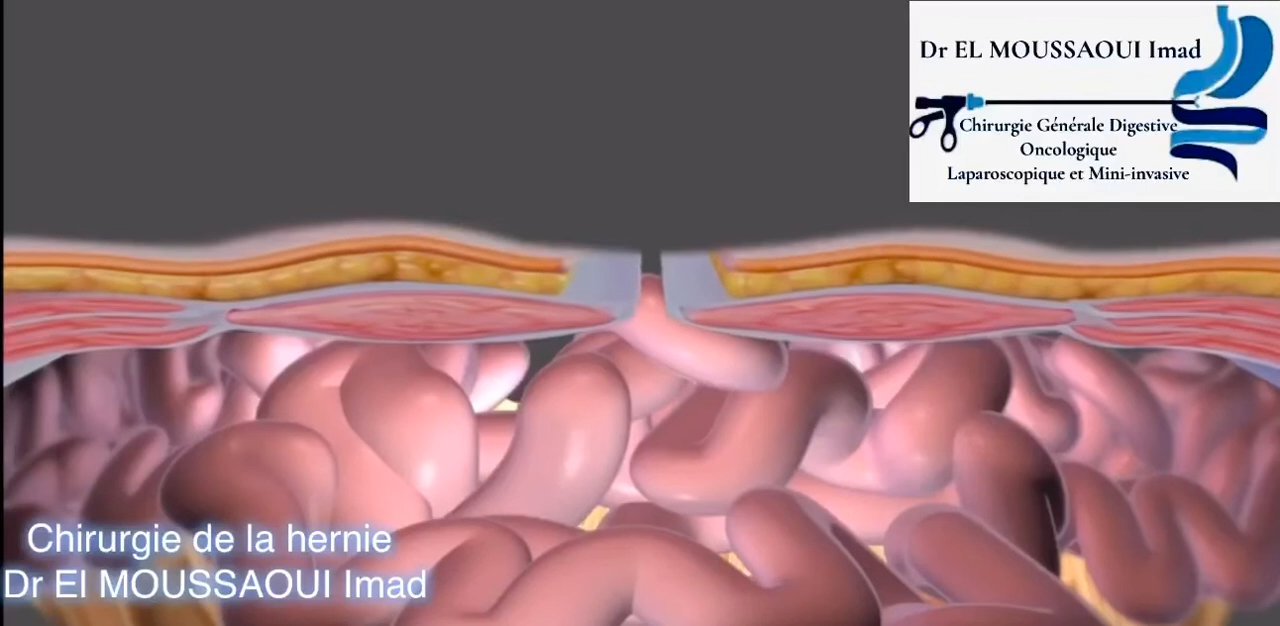 Dr EL MOUSSAOUI Imad
Chirurgie Générale Digestive
Oncologique
Laparoscopique et Mini-invasive
Chirurgie de la hernie
Dr El MOUSSAOUI Imad